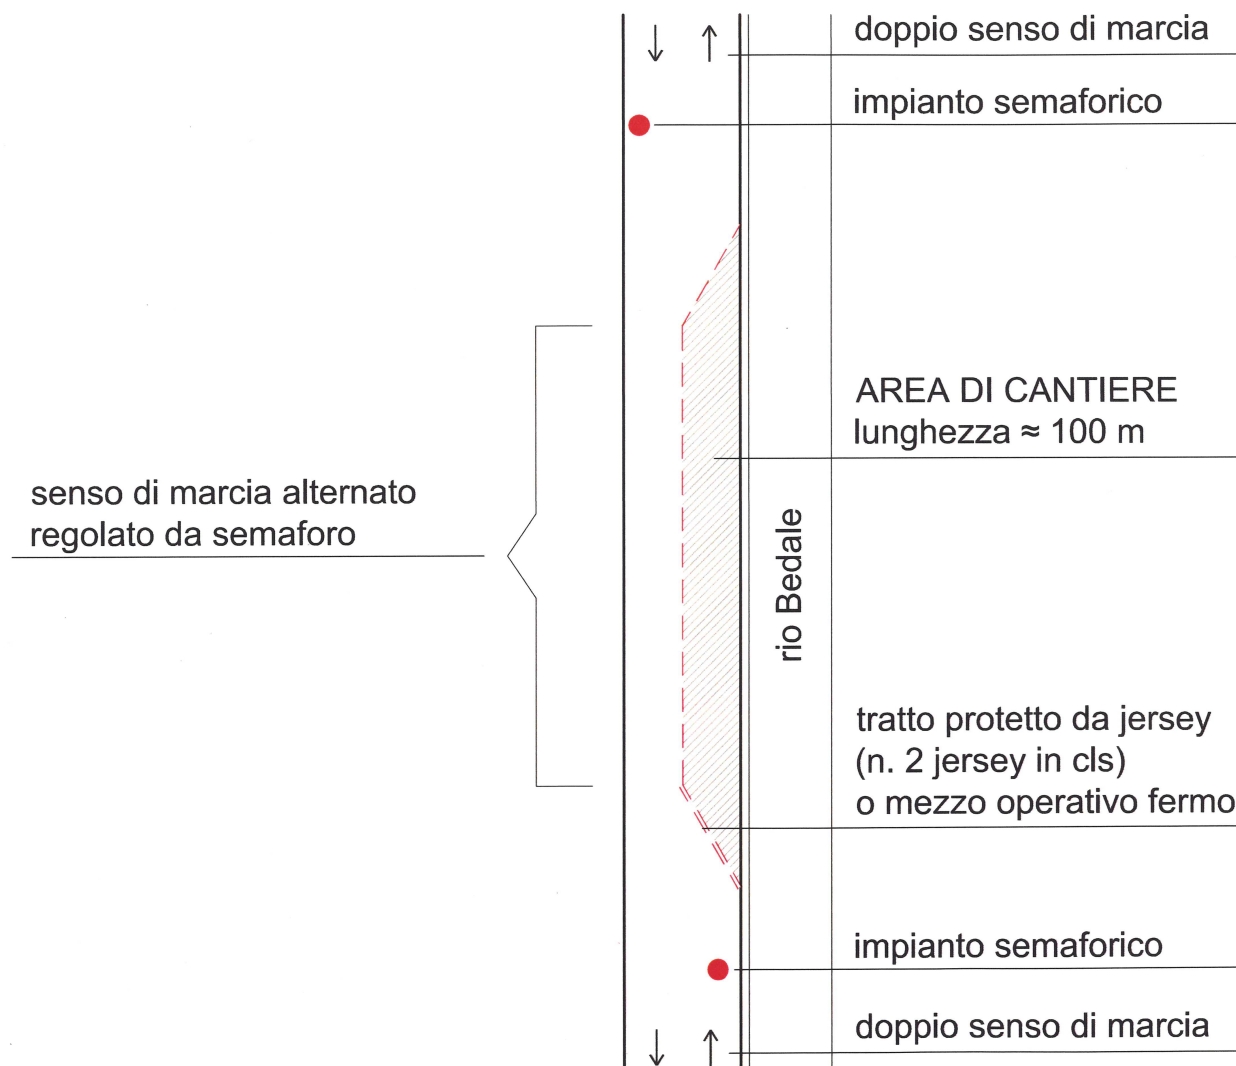 doppio senso di marcia
impianto semaforico
AREA DI CANTIERE
lunghezza ≈ 100 m
senso di marcia alternato
regolato da semaforo
rio Bedale
tratto protetto da jersey
(n. 2 jersey in cls)
o mezzo operativo fermo
impianto semaforico
doppio senso di marcia